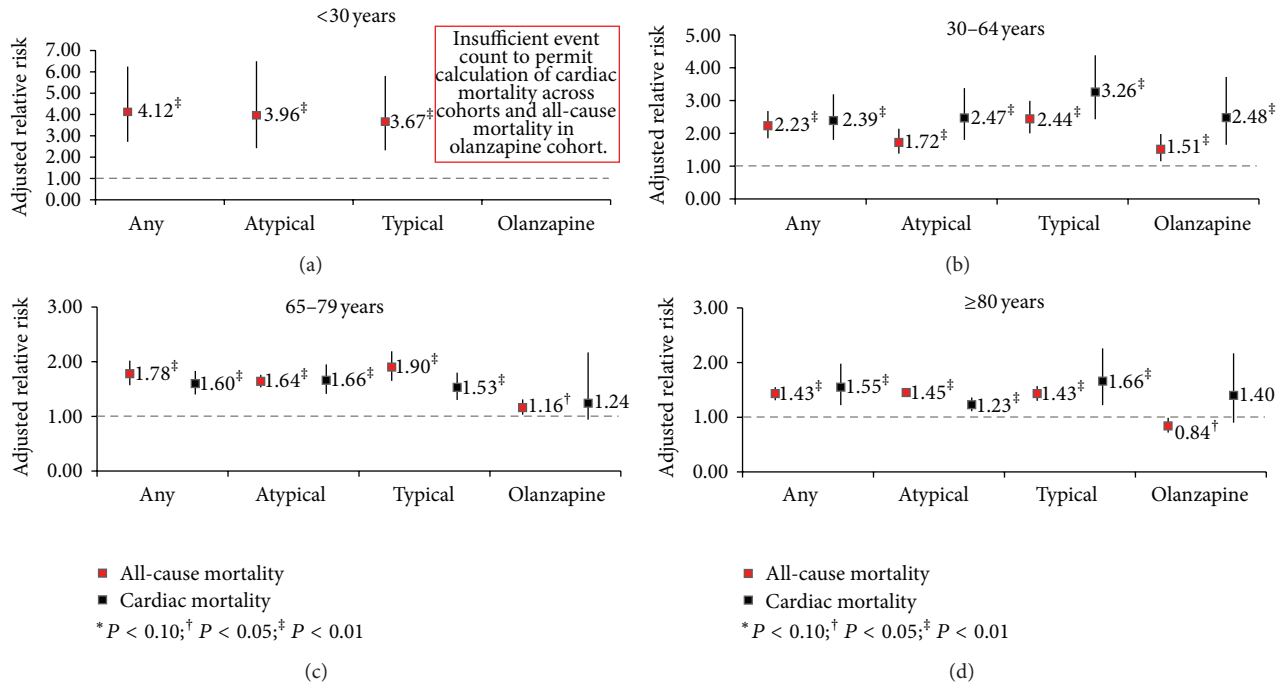 <30 years
Adjusted relative risk
7.00
6.00
5.00
4.00
3.00
2.00
1.00
0.00
4.12‡
3.96‡
3.67‡
Insufficient event
count to permit
calculation of cardiac
mortality across
cohorts and all-cause
mortality in
olanzapine cohort.
Any Atypical Typical Olanzapine
(a)
30–64 years
Adjusted relative risk
5.00
4.00
3.00
2.00
1.00
0.00
2.23‡ 2.39‡ 1.72‡ 2.47‡ 2.44‡ 3.26‡ 1.51‡ 2.48‡
Any Atypical Typical Olanzapine
(b)
65–79 years
Adjusted relative risk
3.00
2.00
1.00
0.00
1.78‡ 1.60‡ 1.64‡ 1.66‡ 1.90‡ 1.53‡ 1.16† 1.24
Any Atypical Typical Olanzapine
All-cause mortality
Cardiac mortality
*P < 0.10;† P < 0.05;‡ P < 0.01
(c)
≥80 years
Adjusted relative risk
3.00
2.00
1.00
0.00
1.43‡ 1.55‡ 1.45‡ 1.23‡ 1.43‡ 1.66‡ 0.84† 1.40
Any Atypical Typical Olanzapine
All-cause mortality
Cardiac mortality
*P < 0.10;† P < 0.05;‡ P < 0.01
(d)